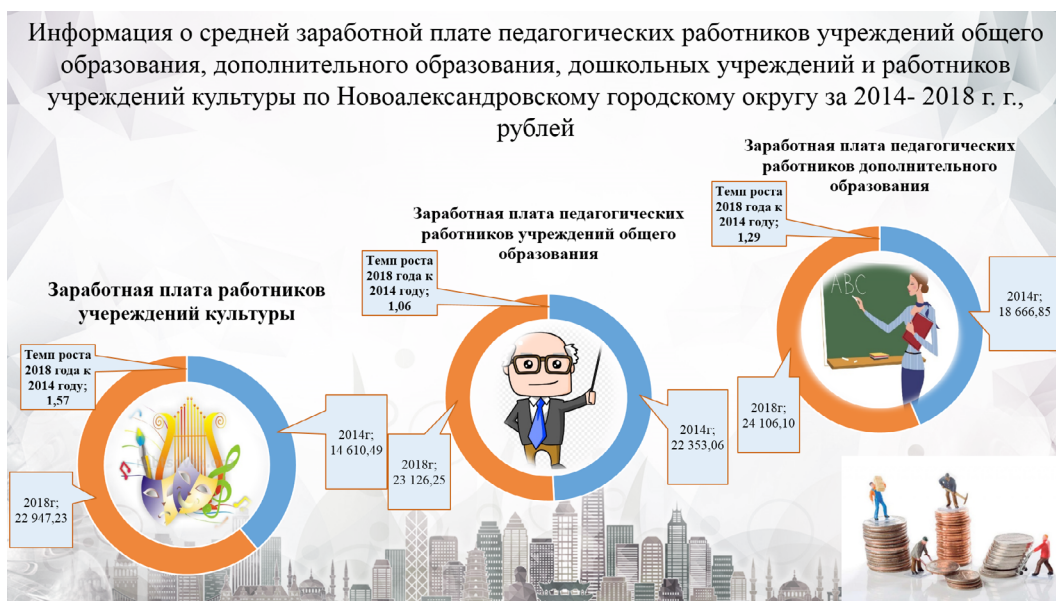 Информация о средней заработной плате педагогических работников учреждений общего
образования, дополнительного образования, дошкольных учреждений и работников
учреждений культуры по Новоалександровскому городскому округу за 2014- 2018 г. г.,
рублей
Заработная плата работников
учереждений культуры
Темп роста
2018 года к
2014 году;
1,57
2014г;
14 610,49
2018г;
22 947,23
Заработная плата педагогических
работников учреждений общего
образования
Темп роста
2018 года к
2014 году;
1,06
2014г;
22 353,06
2018г;
23 126,25
Заработная плата педагогических
работников дополнительного
образования
Темп роста
2018 года к
2014 году;
1,29
2014г;
18 666,85
2018г;
24 106,10
ABC